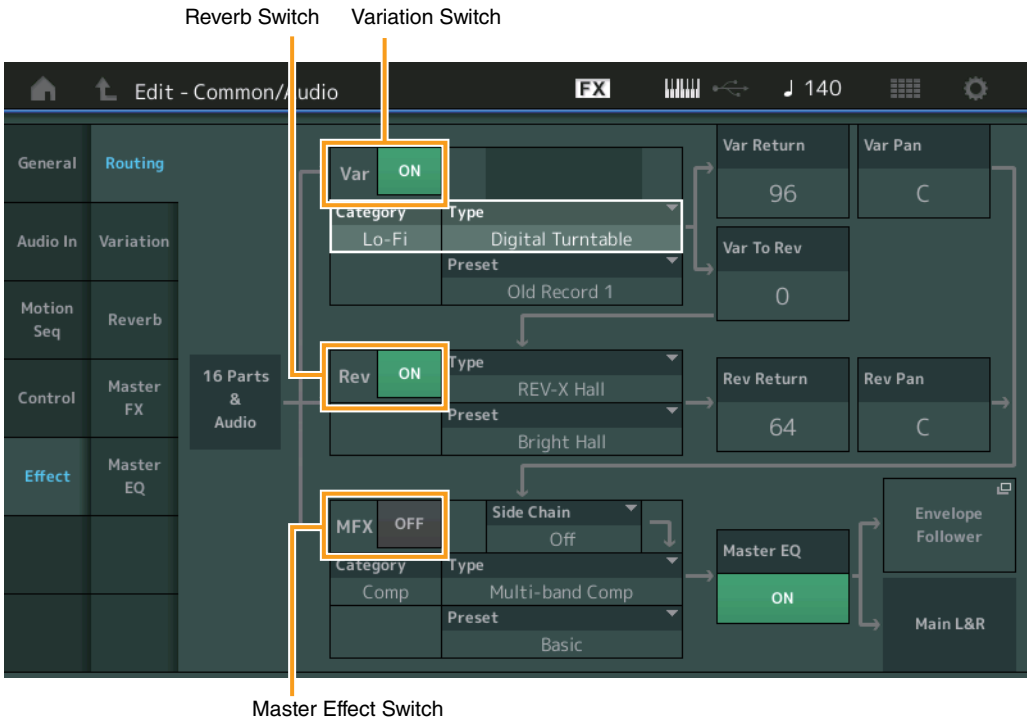 Reverb Switch
Variation Switch
Edit - Common/Audio
FX
140
General
Routing
Audio In
Variation
Motion
Seq
Reverb
Control
Master
FX
Effect
Master
EQ
16 Parts
&
Audio
Var
ON
Category
Type
Lo-Fi
Digital Turntable
Preset
Old Record 1
Var Return
96
Var Pan
C
Var To Rev
0
Rev
ON
Type
REV-X Hall
Preset
Bright Hall
Rev Return
64
Rev Pan
C
MFX
OFF
Side Chain
Off
Category
Type
Comp
Multi-band Comp
Preset
Basic
Master EQ
ON
Envelope
Follower
Main L&R
Master Effect Switch